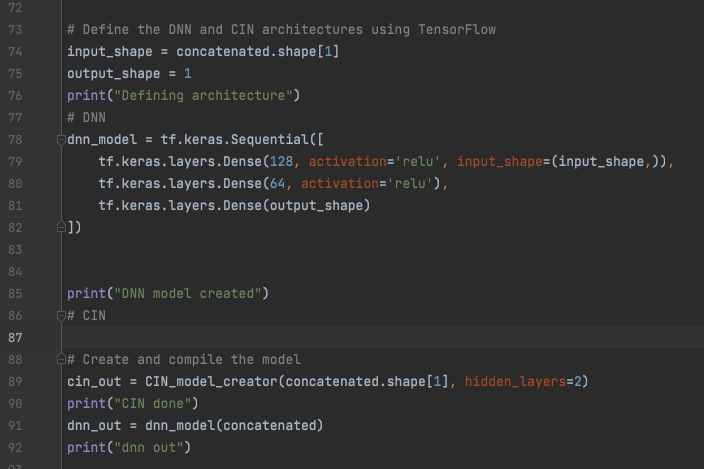 72
73 # Define the DNN and CIN architectures using TensorFlow
74 input_shape = concatenated.shape[1]
75 output_shape = 1
76 print("Defining architecture")
77 # DNN
78 dnn_model = tf.keras.Sequential([
79     tf.keras.layers.Dense(128, activation='relu', input_shape=(input_shape,)),
80     tf.keras.layers.Dense(64, activation='relu'),
81     tf.keras.layers.Dense(output_shape)
82 ])
83
84
85 print("DNN model created")
86 # CIN
87
88 # Create and compile the model
89 cin_out = CIN_model_creator(concatenated.shape[1], hidden_layers=2)
90 print("CIN done")
91 dnn_out = dnn_model(concatenated)
92 print("dnn out")
93